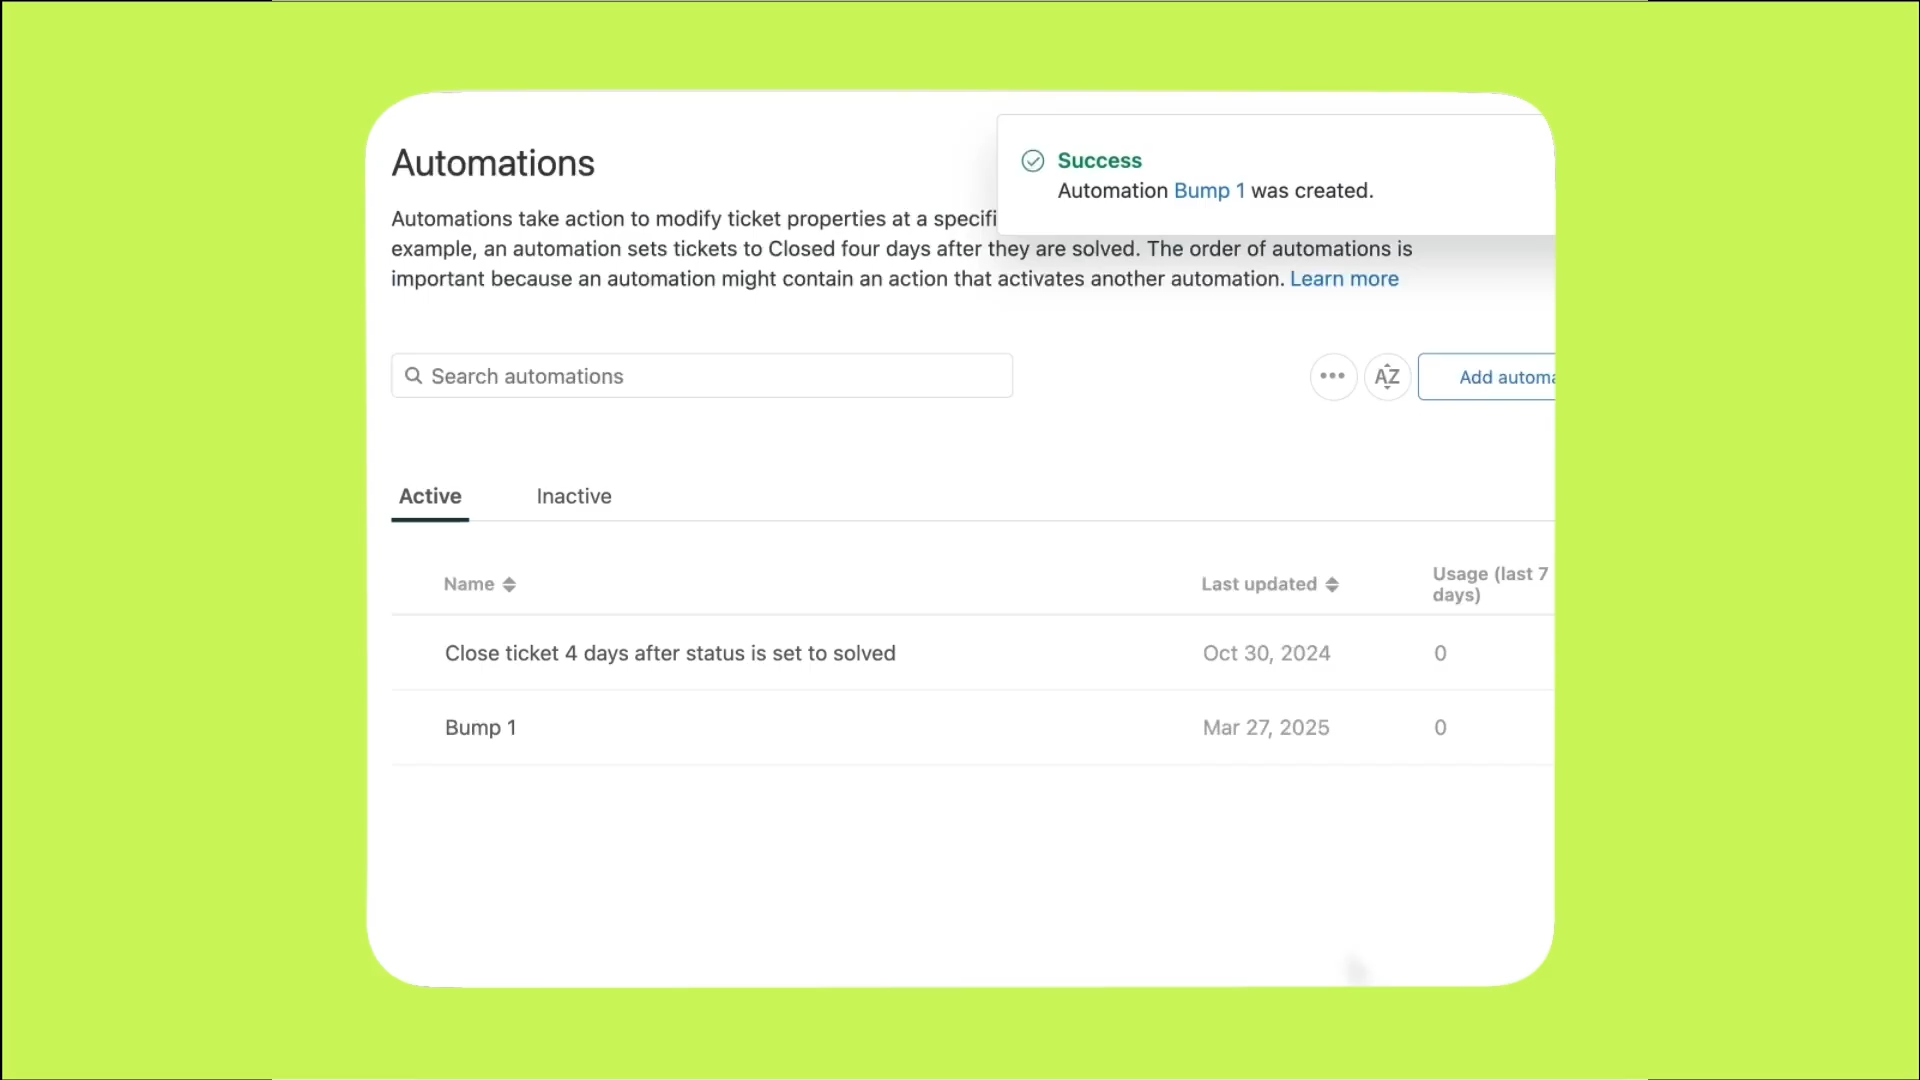 Automations
Success
Automation Bump 1 was created.
Automations take action to modify ticket properties at a
example, an automation sets tickets to Closed four days after they are solved. The order of automations is
important because an automation might contain an action that activates another automation. Learn more
Search automations
AZ
Add
Active
Inactive
Name
Last updated
Usage (last 7
days)
Close ticket 4 days after status is set to solved
Oct 30, 2024
0
Bump 1
Mar 27, 2025
0